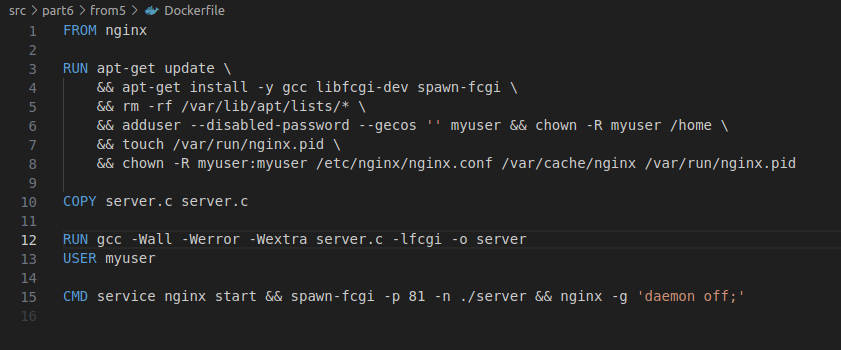 src > part6 > from5 > Dockerfile
1 FROM nginx
2
3 RUN apt-get update \
4 && apt-get install -y gcc libfcgi-dev spawn-fcgi \
5 && rm -rf /var/lib/apt/lists/* \
6 && adduser --disabled-password --gecos '' myuser && chown -R myuser /home \
7 && touch /var/run/nginx.pid \
8 && chown -R myuser:myuser /etc/nginx/nginx.conf /var/cache/nginx /var/run/nginx.pid
9
10 COPY server.c server.c
11
12 RUN gcc -Wall -Werror -Wextra server.c -lfcgi -o server
13 USER myuser
14
15 CMD service nginx start && spawn-fcgi -p 81 -n ./server && nginx -g 'daemon off;'
16